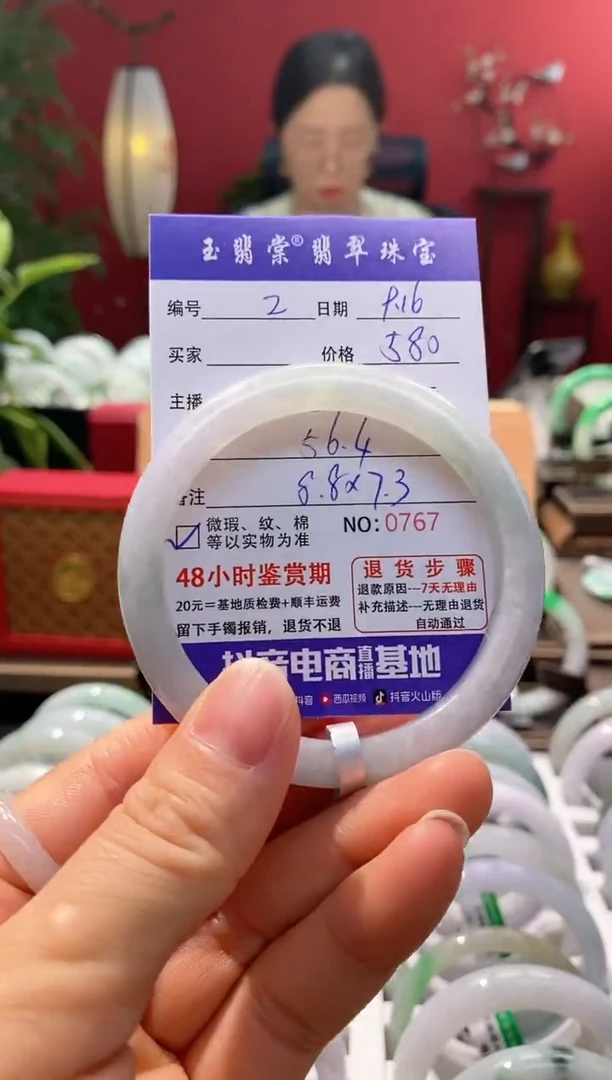 玉翡棠®翡翠珠宝
编号 2 日期 9.16
买家 价格 580
主播
56.4
备注 8.8×7.3
微瑕、纹、棉
等以实物为准
NO:0767
48小时鉴赏期
20元=基地质检费+顺丰运费
留下手镯报销，退货不退
退货步骤
退款原因---7天无理由
补充描述---无理由退货
自动通过
抖音电商直播基地
抖音 西瓜视频 抖音火山版